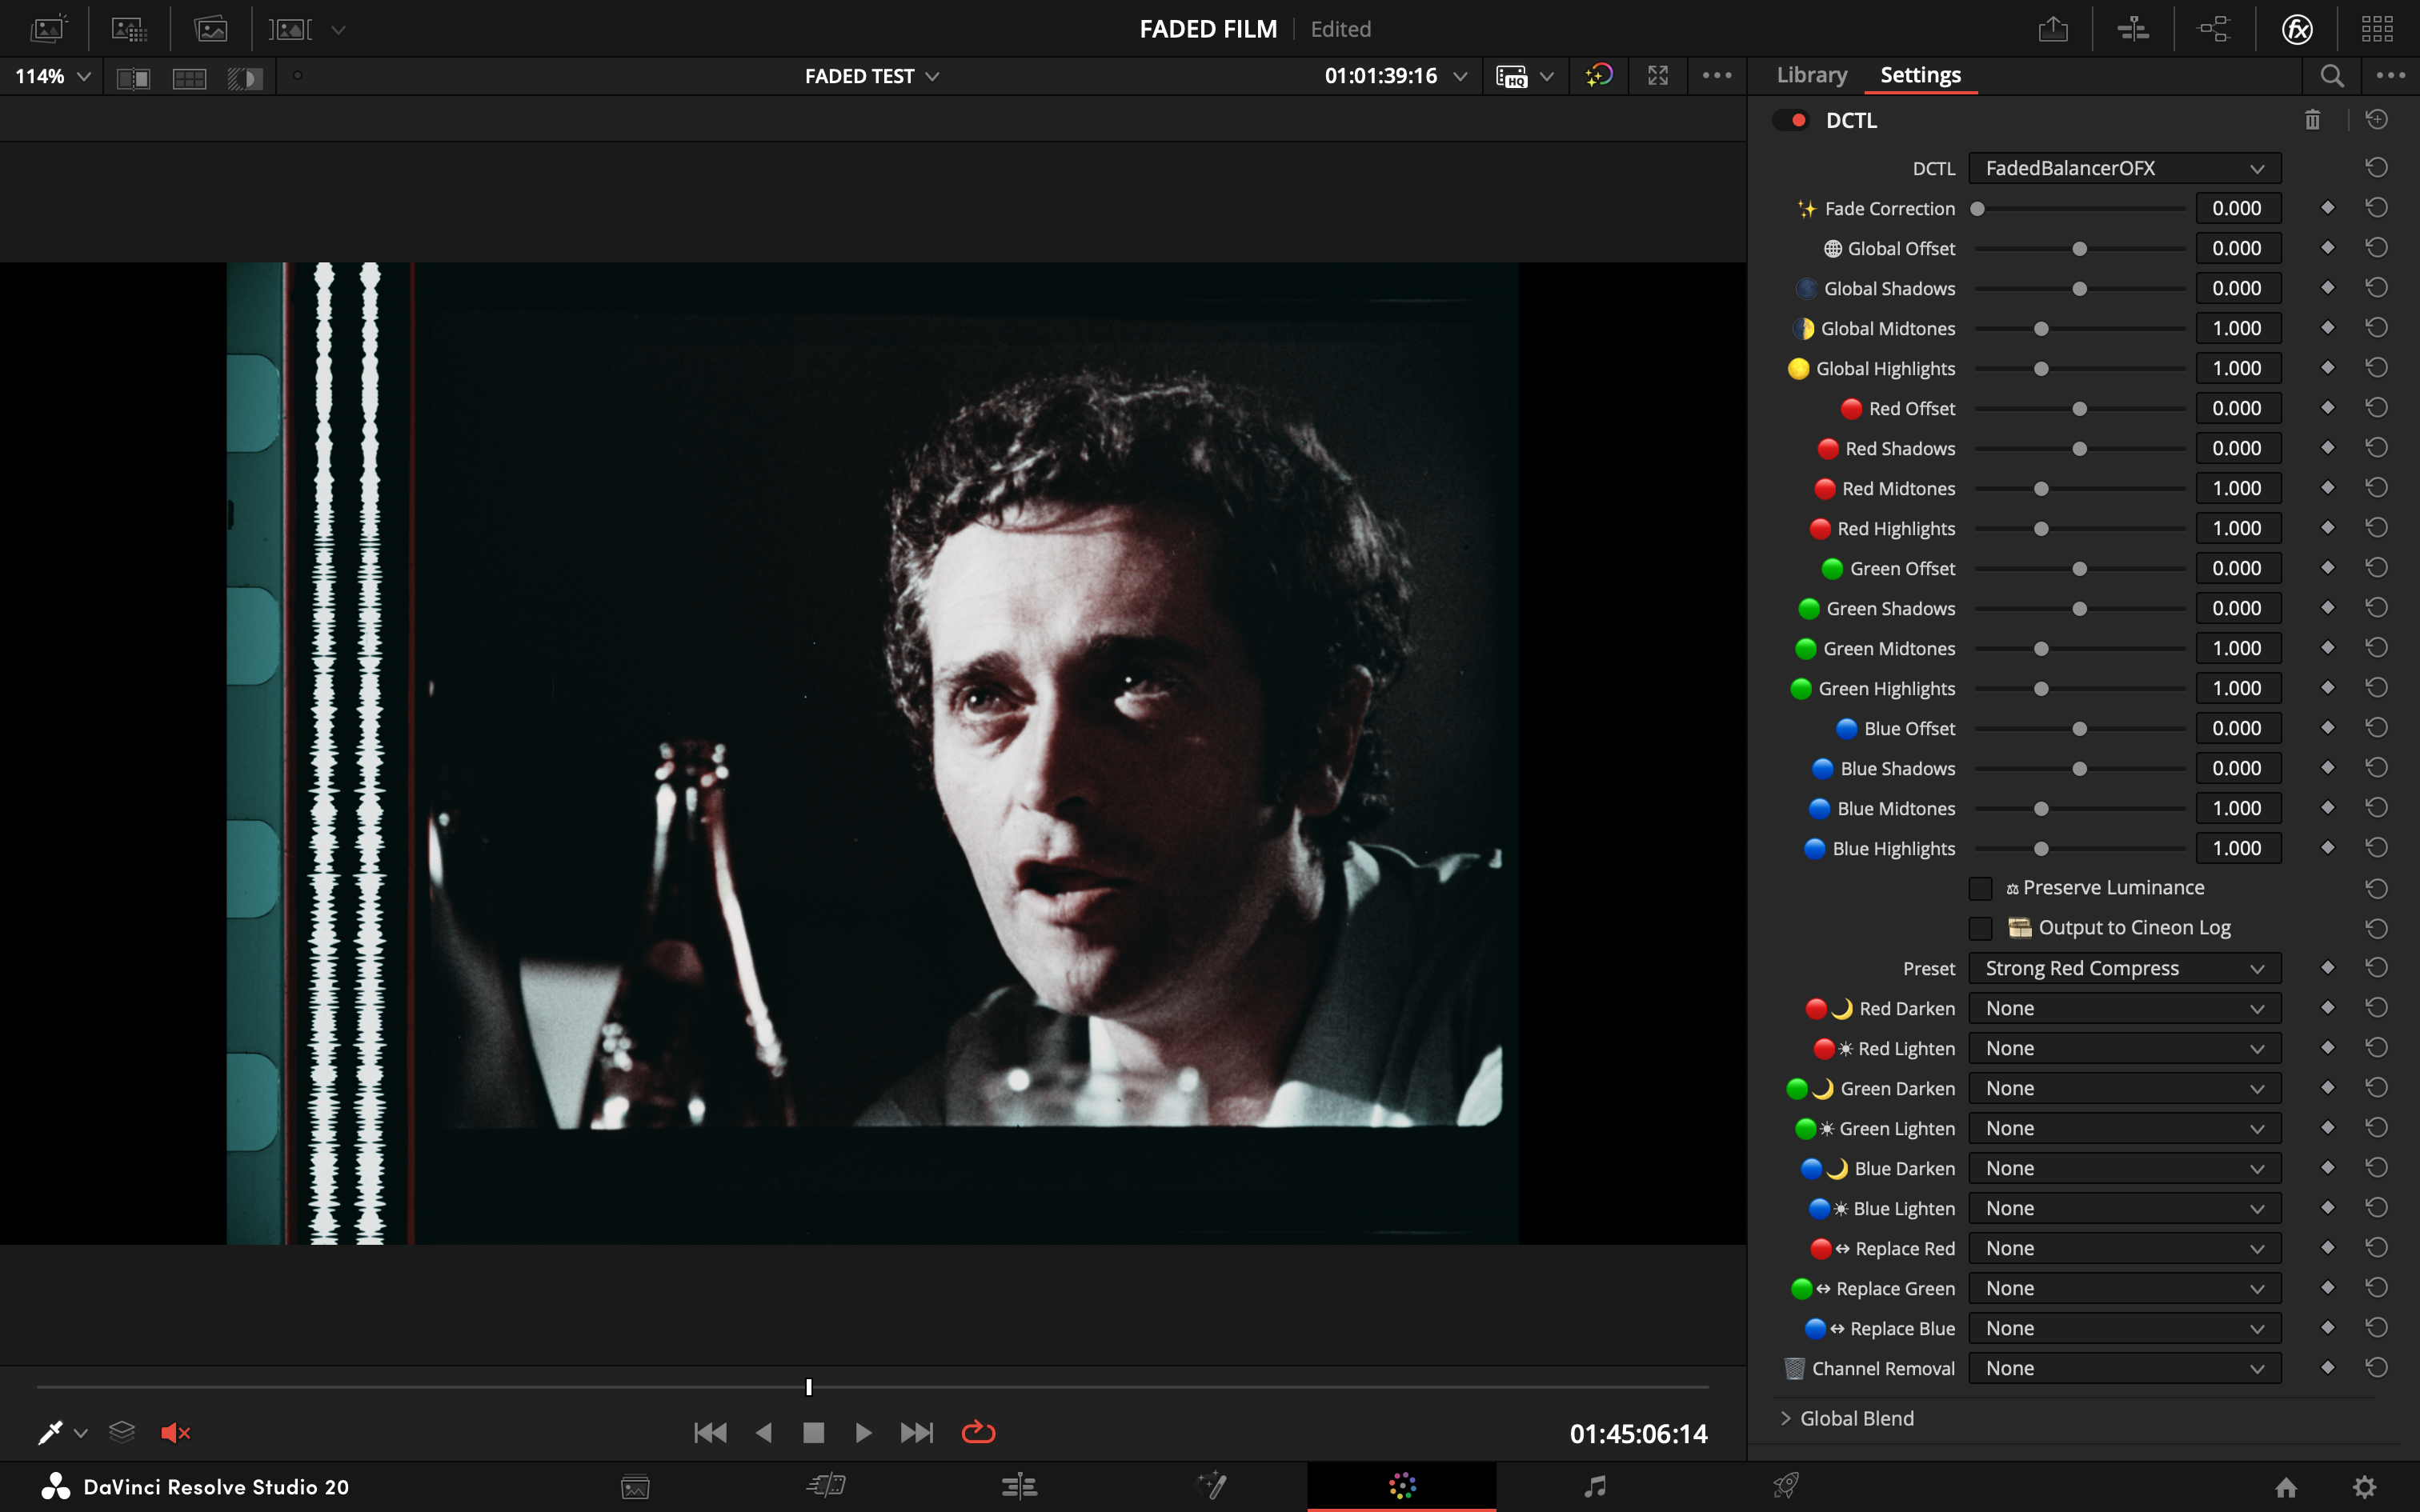 FADED FILM
Edited
114%
FADED TEST
01:01:39:16
HQ
Library
Settings
fx
DCTL
DCTL
FadedBalancerOFX
Fade Correction
0.000
Global Offset
0.000
Global Shadows
0.000
Global Midtones
1.000
Global Highlights
1.000
Red Offset
0.000
Red Shadows
0.000
Red Midtones
1.000
Red Highlights
1.000
Green Offset
0.000
Green Shadows
0.000
Green Midtones
1.000
Green Highlights
1.000
Blue Offset
0.000
Blue Shadows
0.000
Blue Midtones
1.000
Blue Highlights
1.000
Preserve Luminance
Output to Cineon Log
Preset
Strong Red Compress
Red Darken
None
Red Lighten
None
Green Darken
None
Green Lighten
None
Blue Darken
None
Blue Lighten
None
Replace Red
None
Replace Green
None
Replace Blue
None
Channel Removal
None
Global Blend
01:45:06:14
DaVinci Resolve Studio 20